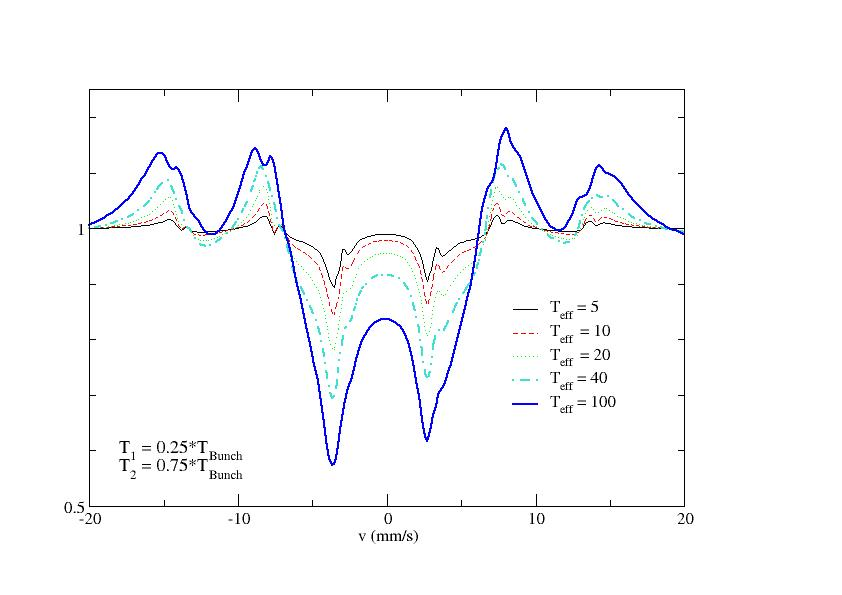 1
T_eff = 5
T_eff = 10
T_eff = 20
T_eff = 40
T_eff = 100
T_1 = 0.25*T_Bunch
T_2 = 0.75*T_Bunch
0.5
-20 -10 0 10 20
v (mm/s)